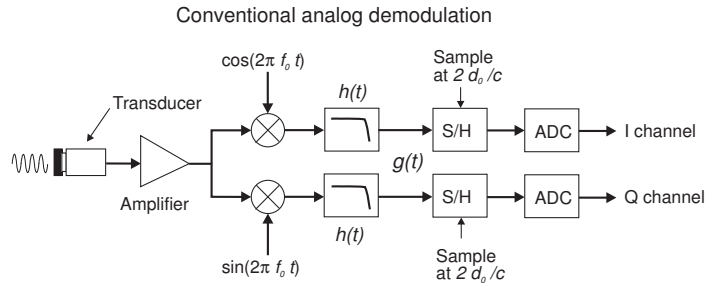 Conventional analog demodulation
cos(2π f₀ t)
Sample
at 2 d₀ /c
Transducer
h(t)
S/H
ADC
I channel
g(t)
Amplifier
S/H
ADC
Q channel
h(t)
sin(2π f₀ t)
Sample
at 2 d₀ /c